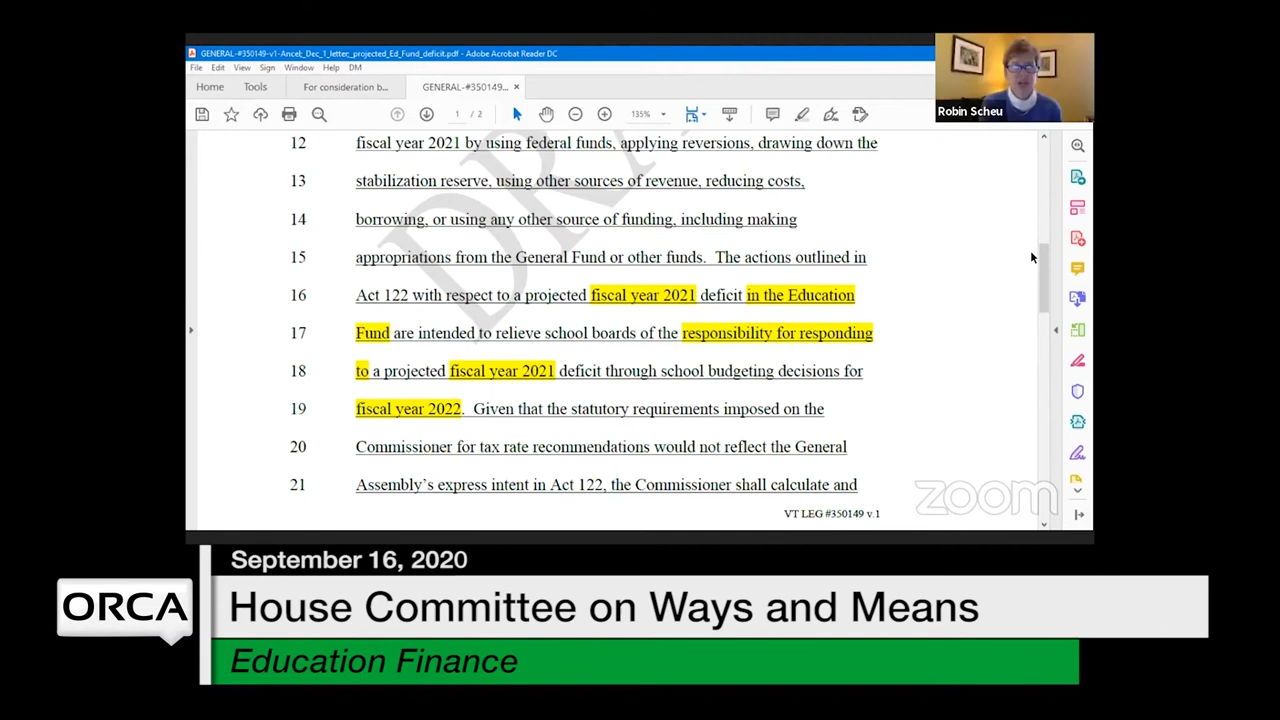 GENERAL-#350149-v1-Ancel_Dec_1_letter_projected_Ed_Fund_deficit.pdf - Adobe Acrobat Reader DC
File Edit View Sign Window Help DM
Home Tools For consideration b... GENERAL-#350149... ×
1 / 2 135%
Robin Scheu
DRA
12 fiscal year 2021 by using federal funds, applying reversions, drawing down the
13 stabilization reserve, using other sources of revenue, reducing costs,
14 borrowing, or using any other source of funding, including making
15 appropriations from the General Fund or other funds. The actions outlined in
16 Act 122 with respect to a projected fiscal year 2021 deficit in the Education
17 Fund are intended to relieve school boards of the responsibility for responding
18 to a projected fiscal year 2021 deficit through school budgeting decisions for
19 fiscal year 2022. Given that the statutory requirements imposed on the
20 Commissioner for tax rate recommendations would not reflect the General
21 Assembly's express intent in Act 122, the Commissioner shall calculate and
VT LEG #350149 v.1
zoom
September 16, 2020
ORCA
House Committee on Ways and Means
Education Finance